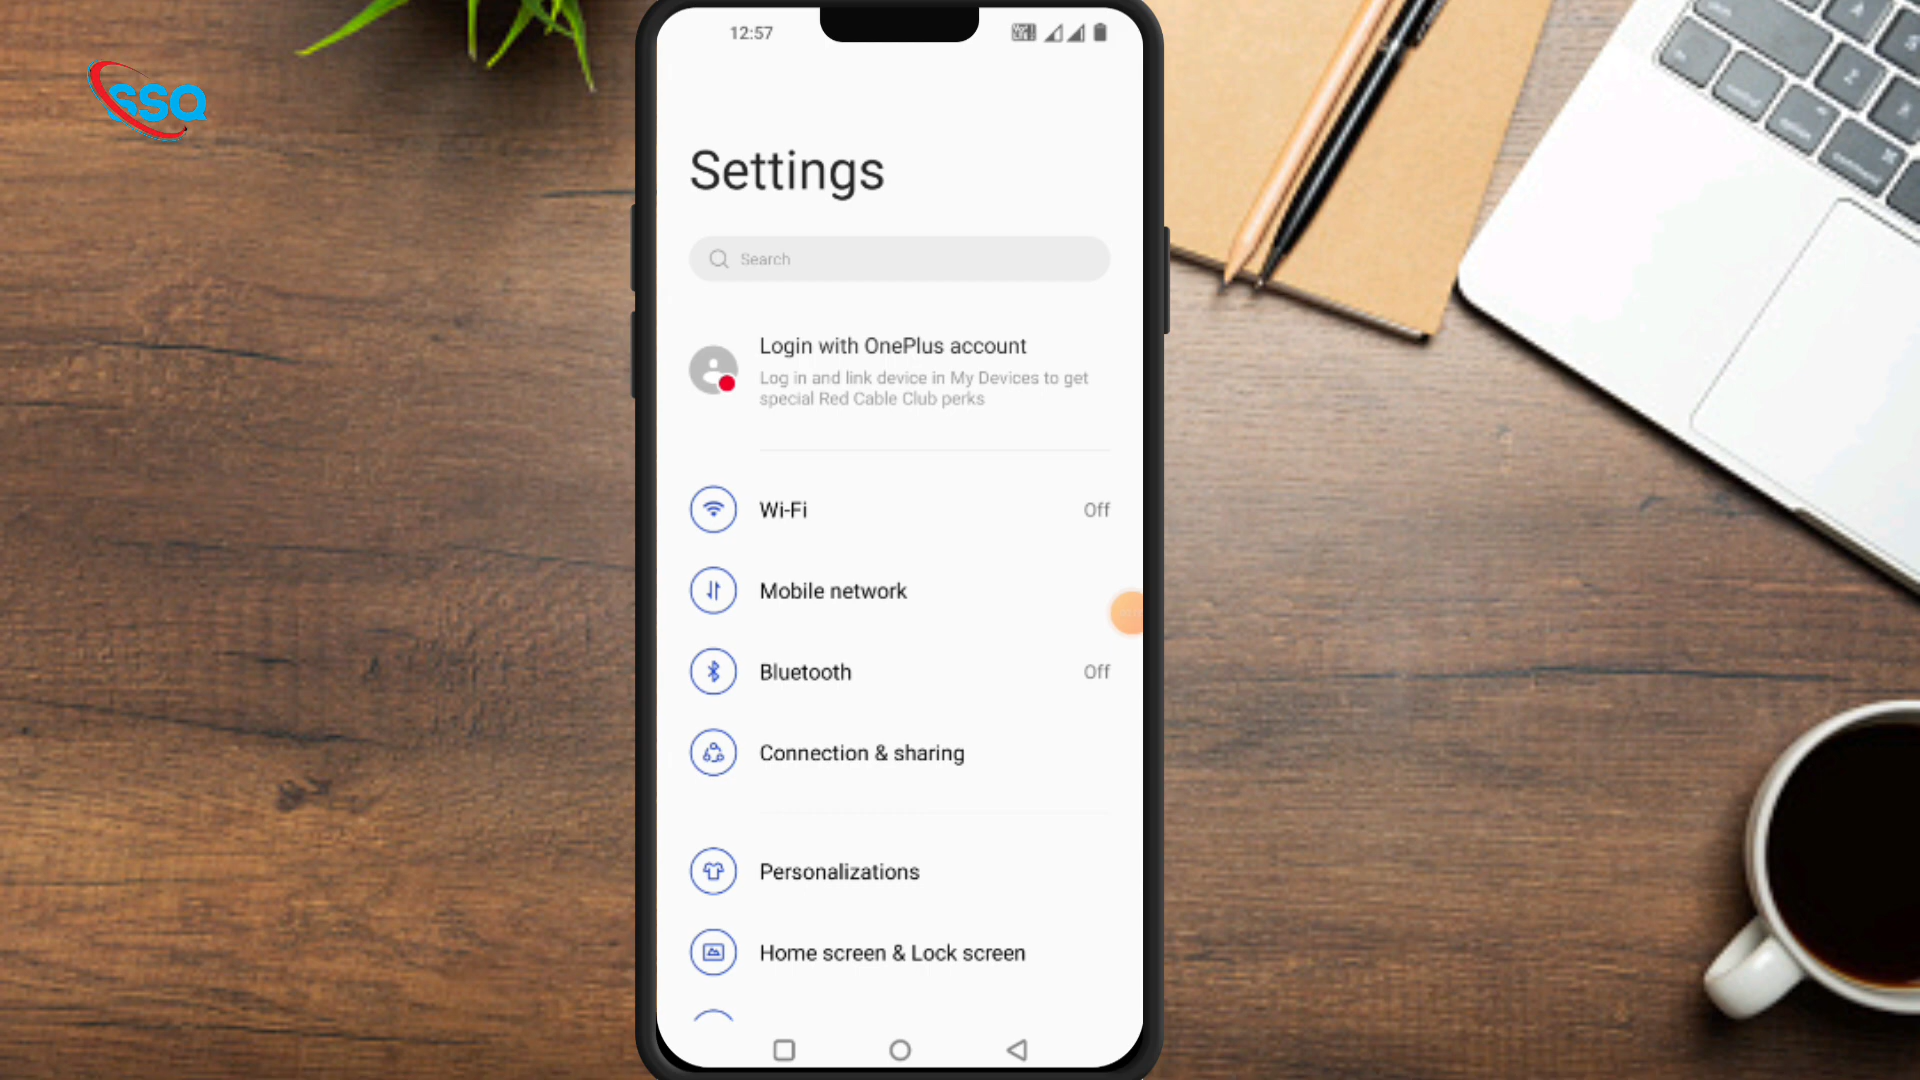 SSQ
12:57
Settings
Search
Login with OnePlus account
Log in and link device in My Devices to get
special Red Cable Club perks
Wi-Fi
Off
Mobile network
Bluetooth
Off
Connection & sharing
Personalizations
Home screen & Lock screen